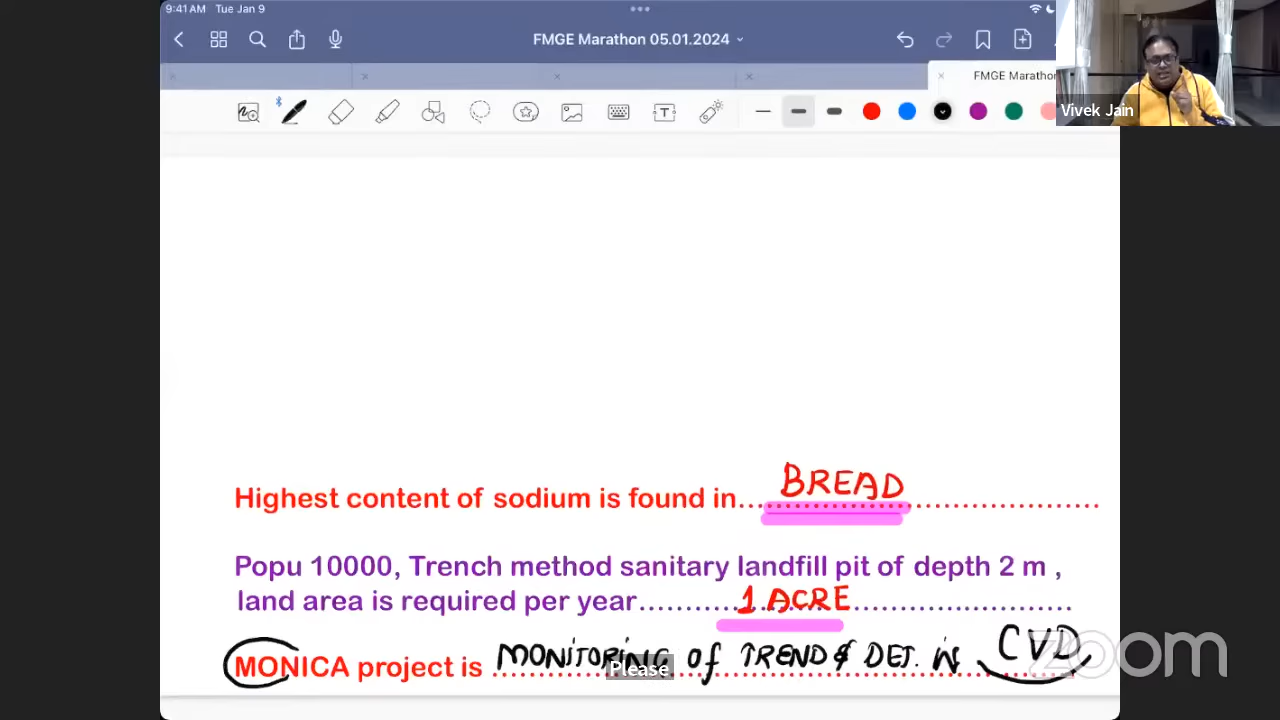 9:41 AM Tue Jan 9
FMGE Marathon 05.01.2024
FMGE Marathon
Vivek Jain
Highest content of sodium is found in.... BREAD ..............................
Popu 10000, Trench method sanitary landfill pit of depth 2 m ,
land area is required per year........... 1 ACRE ..............................
MONICA project is MONITORING of TREND & DET. in CVD
Please
zoom